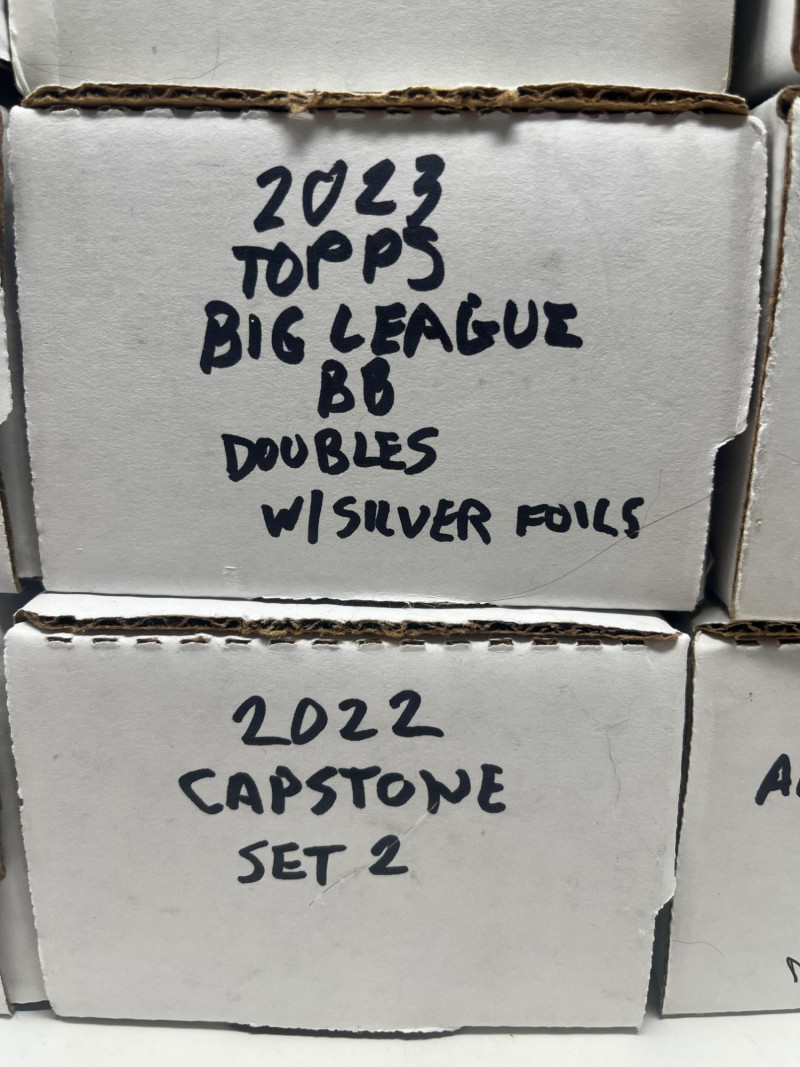 2023
TOPPS
BIG LEAGUE
BB
DOUBLES
W/SILVER FOILS
2022
CAPSTONE
SET 2